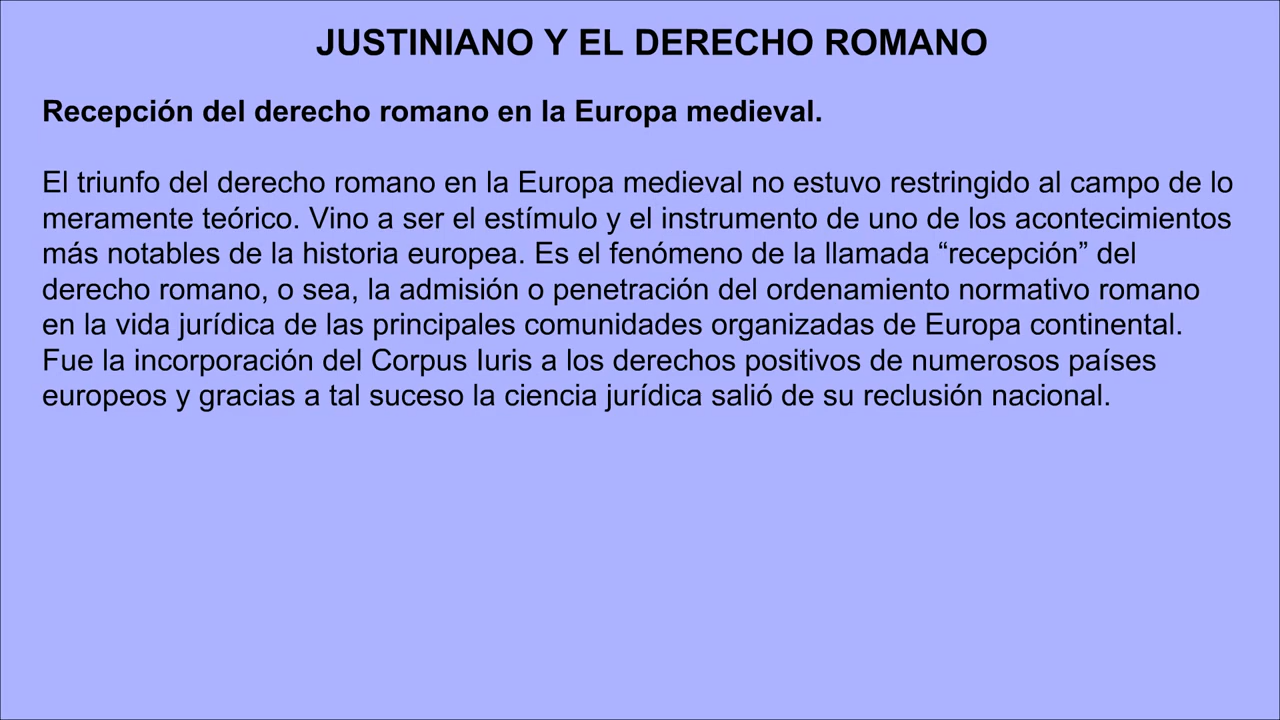 JUSTINIANO Y EL DERECHO ROMANO
Recepción del derecho romano en la Europa medieval.
El triunfo del derecho romano en la Europa medieval no estuvo restringido al campo de lo
meramente teórico. Vino a ser el estímulo y el instrumento de uno de los acontecimientos
más notables de la historia europea. Es el fenómeno de la llamada “recepción” del
derecho romano, o sea, la admisión o penetración del ordenamiento normativo romano
en la vida jurídica de las principales comunidades organizadas de Europa continental.
Fue la incorporación del Corpus Iuris a los derechos positivos de numerosos países
europeos y gracias a tal suceso la ciencia jurídica salió de su reclusión nacional.